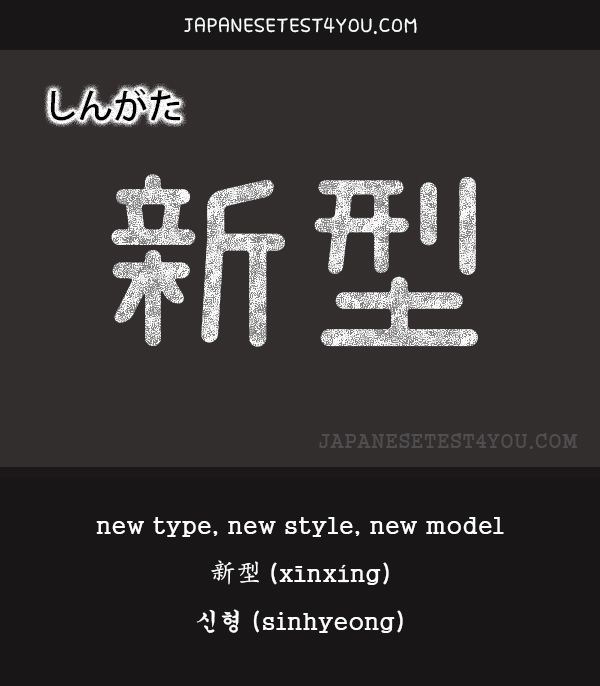 JAPANESETEST4YOU.COM
しんがた
新型
JAPANESETEST4YOU.COM
new type, new style, new model
新型 (xīnxíng)
신형 (sinhyeong)